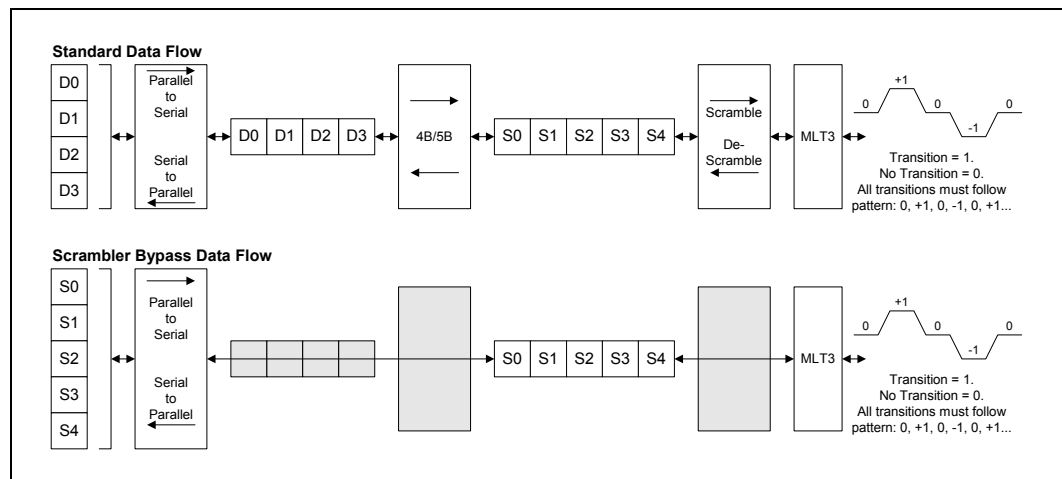 Standard Data Flow
D0
D1
D2
D3
Parallel
to
Serial
Serial
to
Parallel
D0 D1 D2 D3
4B/5B
S0 S1 S2 S3 S4
Scramble
De-
Scramble
MLT3
0 +1 0 -1 0
Transition = 1.
No Transition = 0.
All transitions must follow
pattern: 0, +1, 0, -1, 0, +1...
Scrambler Bypass Data Flow
S0
S1
S2
S3
S4
Parallel
to
Serial
Serial
to
Parallel
S0 S1 S2 S3 S4
MLT3
0 +1 0 -1 0
Transition = 1.
No Transition = 0.
All transitions must follow
pattern: 0, +1, 0, -1, 0, +1...